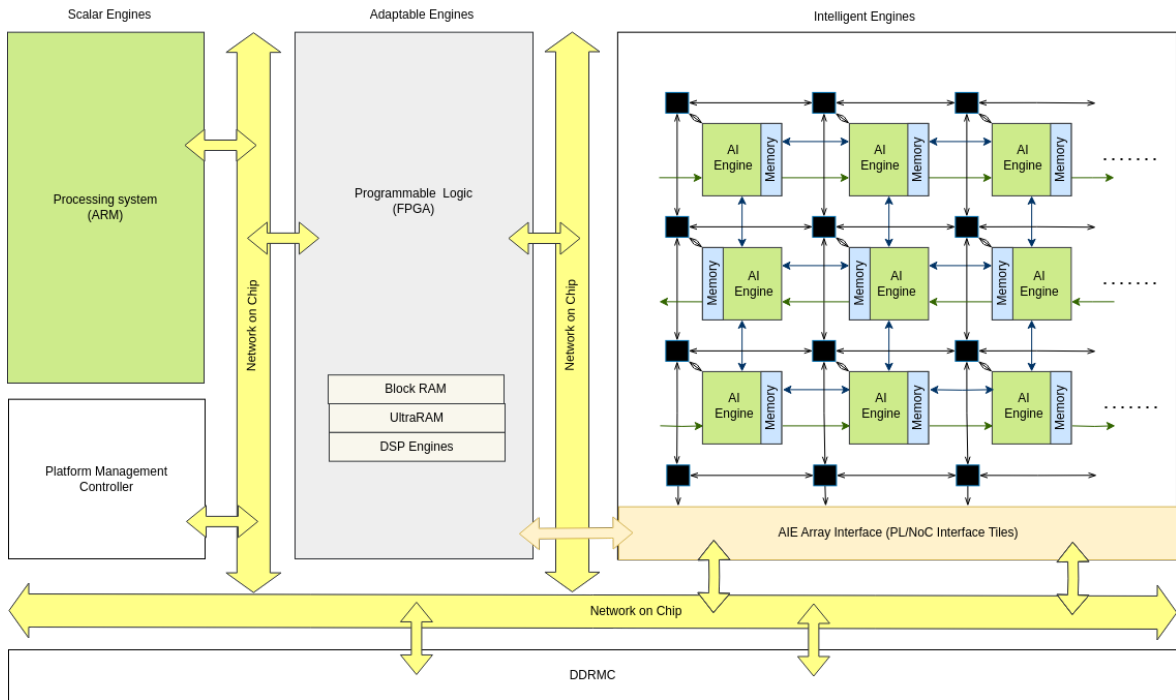 Scalar Engines
Adaptable Engines
Intelligent Engines
Processing system
(ARM)
Platform Management
Controller
Network on Chip
Programmable Logic
(FPGA)
Block RAM
UltraRAM
DSP Engines
Network on Chip
AI
Engine
Memory
AI
Engine
Memory
AI
Engine
Memory
.......
Memory
AI
Engine
Memory
AI
Engine
Memory
AI
Engine
.......
AI
Engine
Memory
AI
Engine
Memory
AI
Engine
Memory
.......
AIE Array Interface (PL/NoC Interface Tiles)
Network on Chip
DDRMC